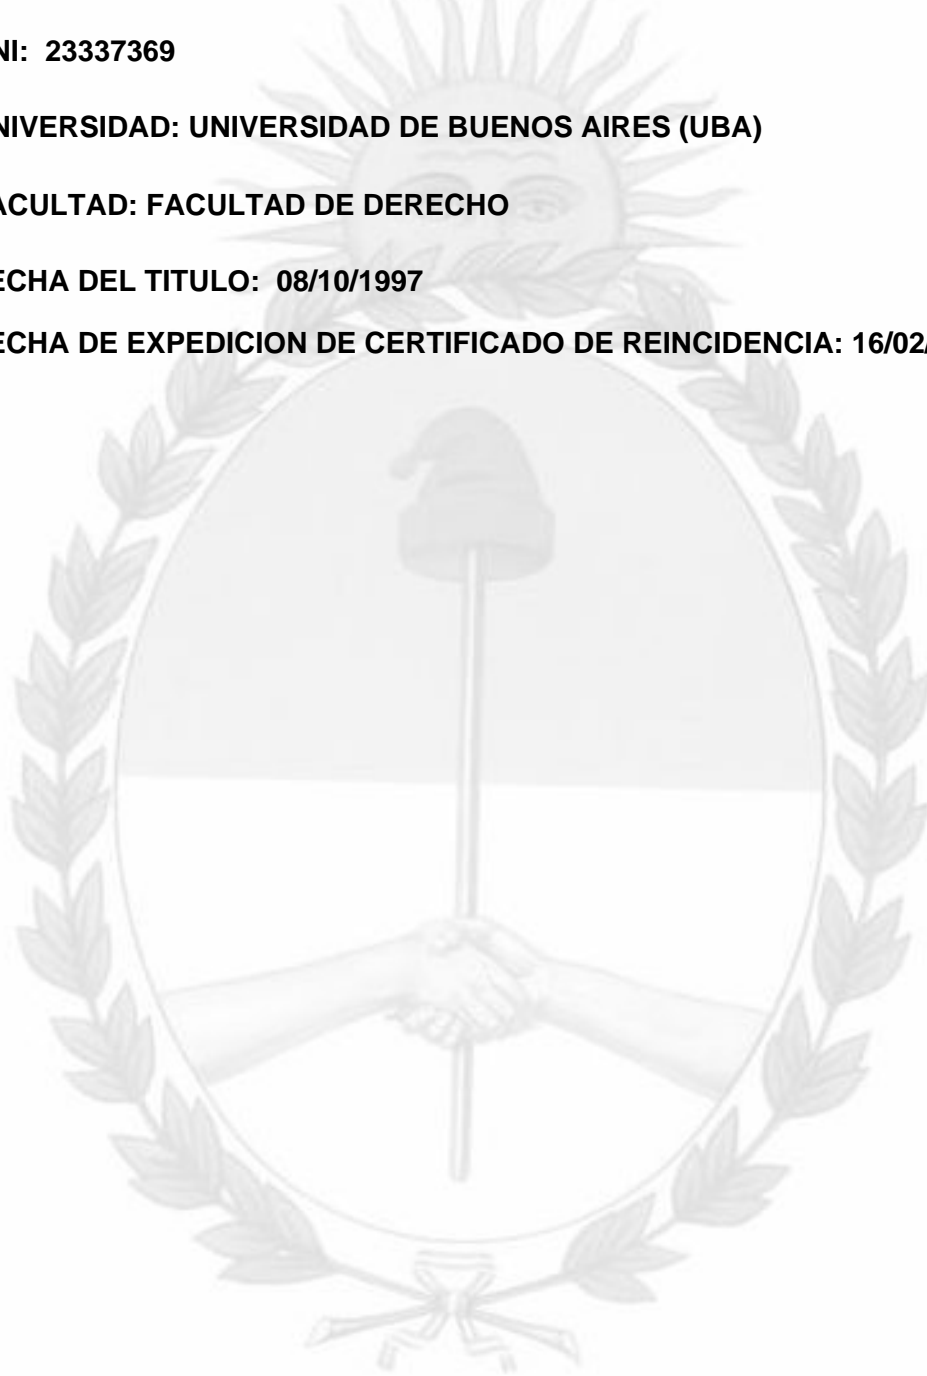 NI: 23337369
NIVERSIDAD: UNIVERSIDAD DE BUENOS AIRES (UBA)
ACULTAD: FACULTAD DE DERECHO
ECHA DEL TITULO: 08/10/1997
ECHA DE EXPEDICION DE CERTIFICADO DE REINCIDENCIA: 16/02/